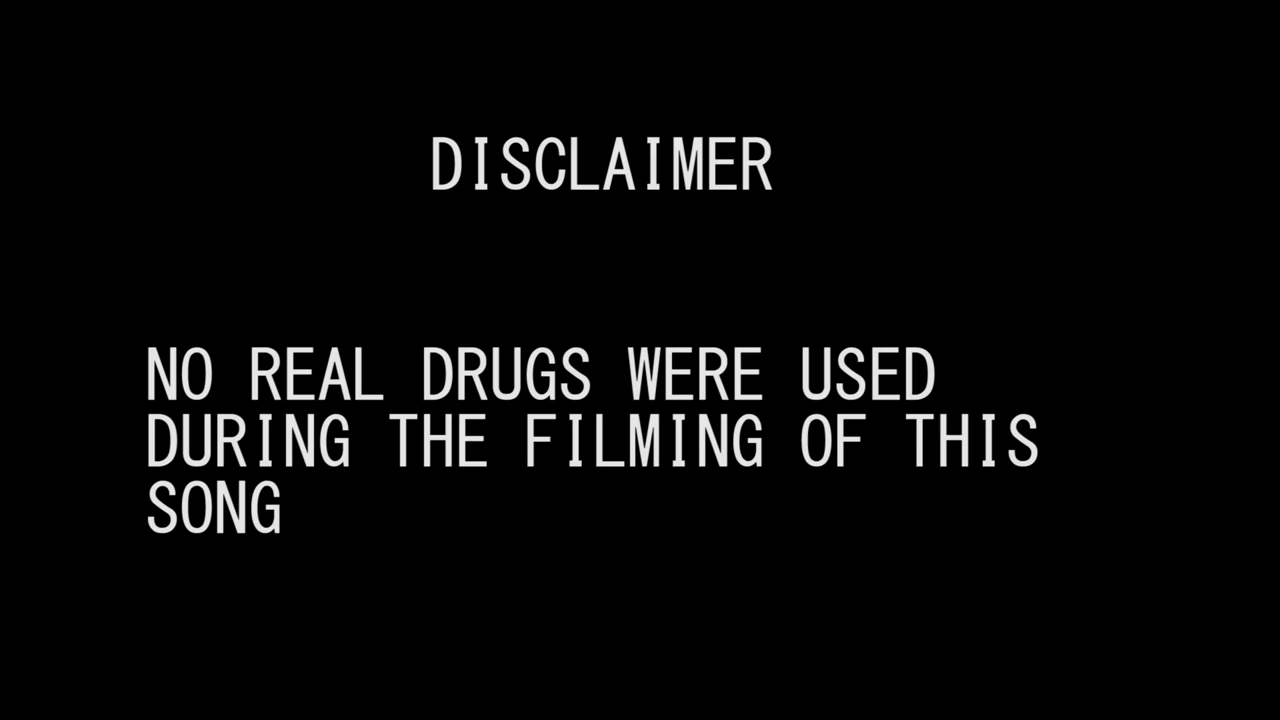 DISCLAIMER
NO REAL DRUGS WERE USED
DURING THE FILMING OF THIS
SONG